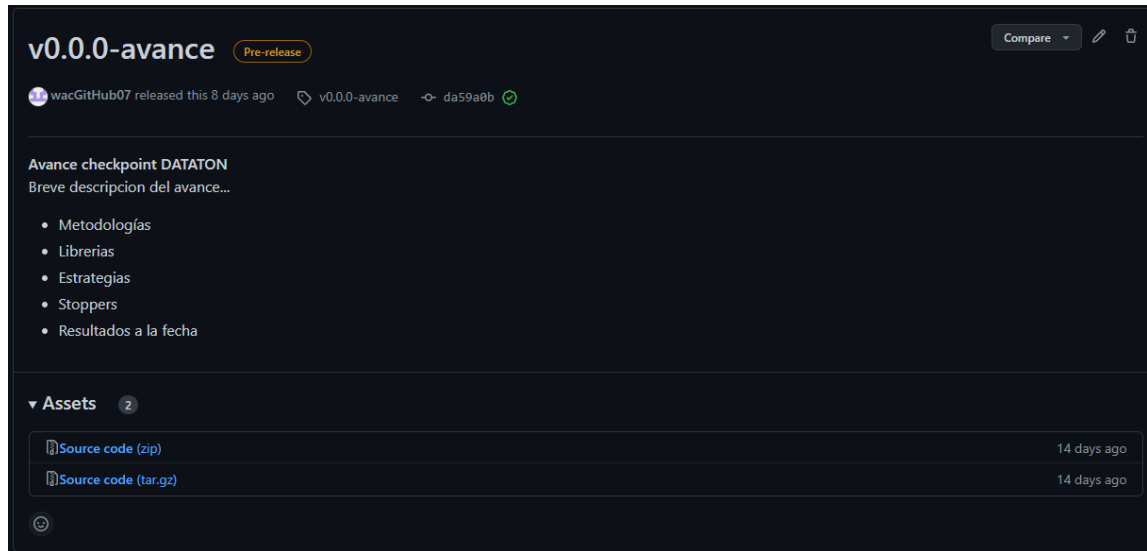 v0.0.0-avance Pre-release
Compare
wacGitHub07 released this 8 days ago v0.0.0-avance da59a0b
Avance checkpoint DATATON
Breve descripcion del avance...
• Metodologías
• Librerias
• Estrategias
• Stoppers
• Resultados a la fecha
Assets 2
Source code (zip) 14 days ago
Source code (tar.gz) 14 days ago